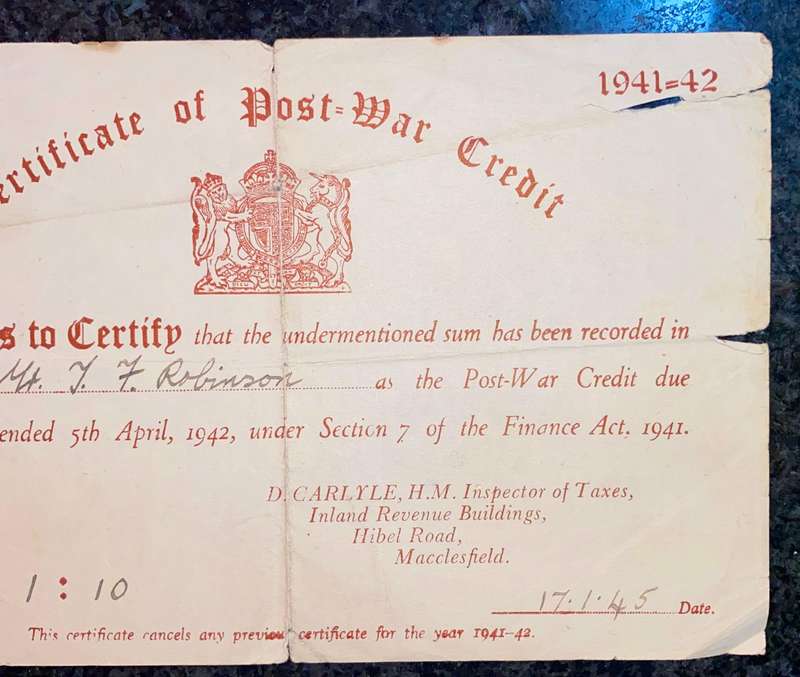 1941=42
ertificate of Post=War Credit
s to Certify that the undermentioned sum has been recorded in
Mr. T. F. Robinson as the Post-War Credit due
ended 5th April, 1942, under Section 7 of the Finance Act, 1941.
D. CARLYLE, H.M. Inspector of Taxes,
Inland Revenue Buildings,
Hibel Road,
Macclesfield.
1 : 10
17.1.45 Date.
This certificate cancels any previous certificate for the year 1941-42.